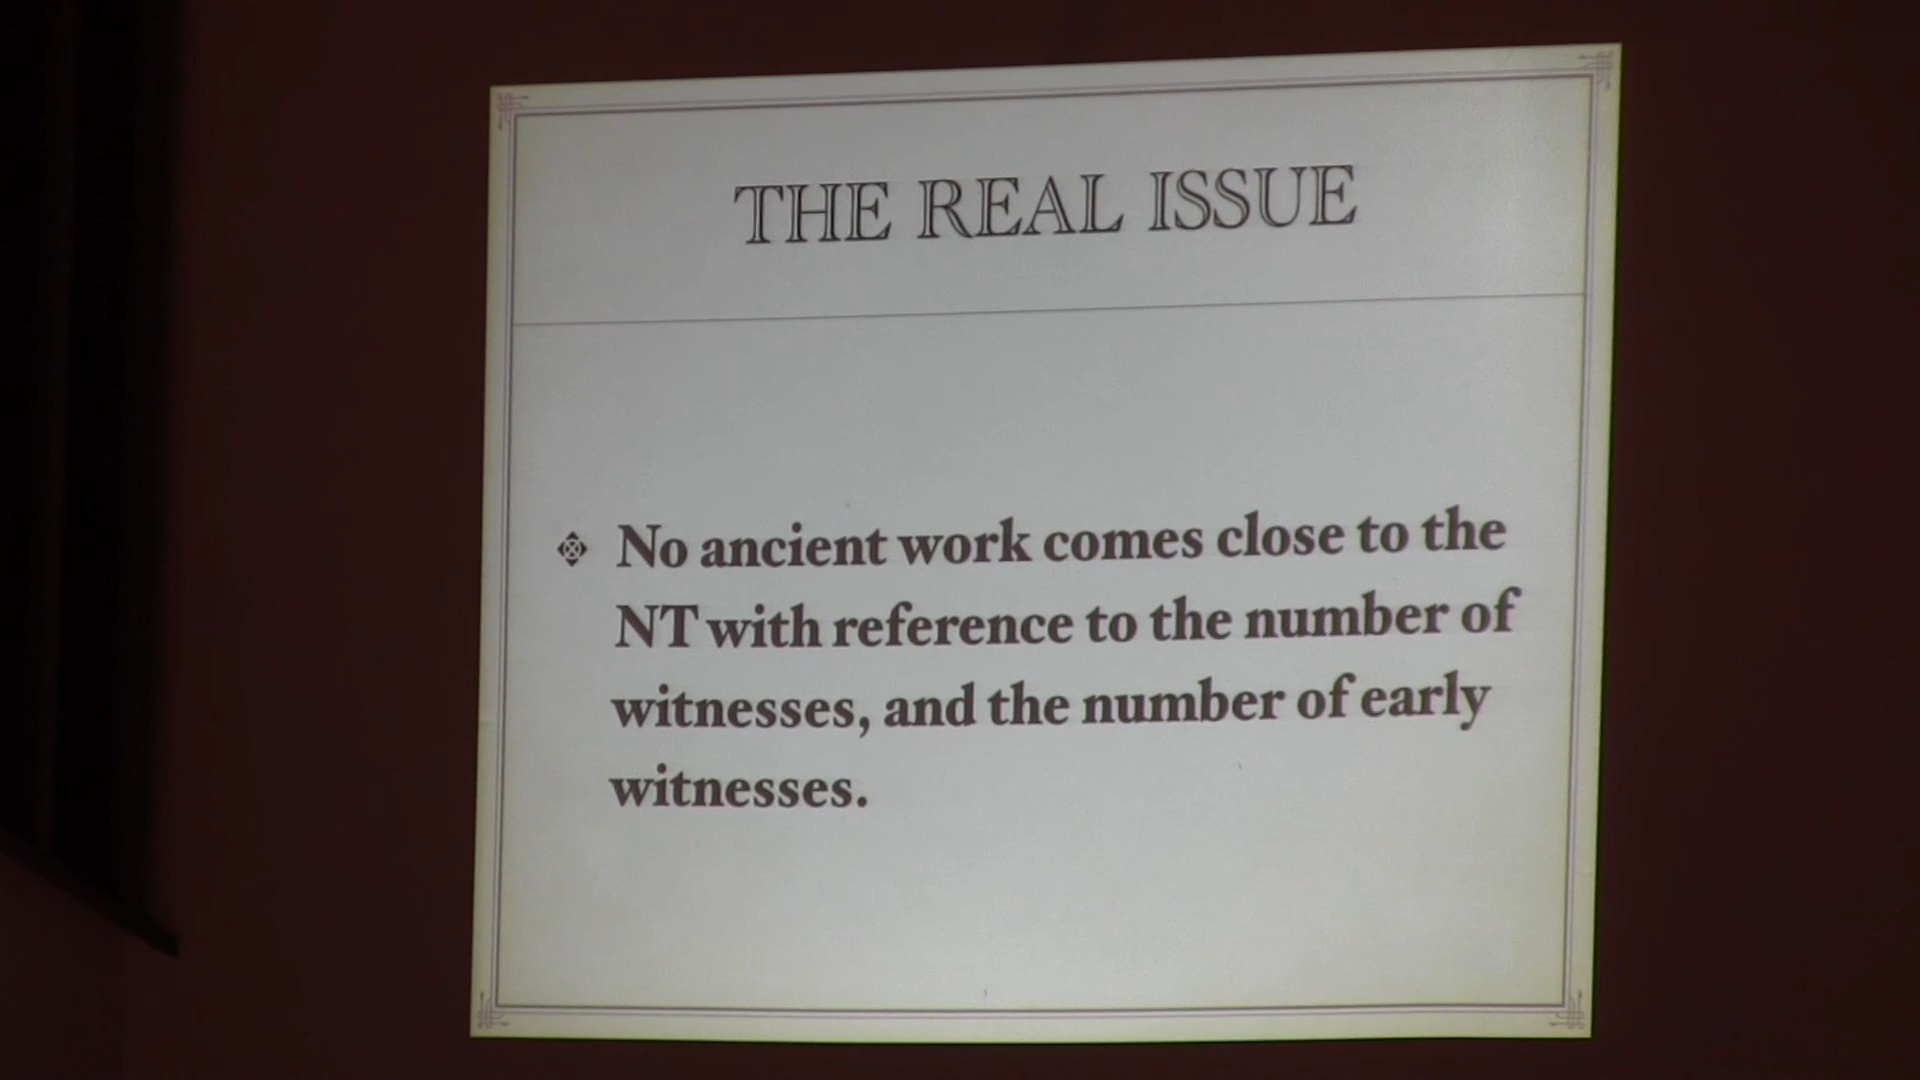 THE REAL ISSUE
No ancient work comes close to the
NT with reference to the number of
witnesses, and the number of early
witnesses.